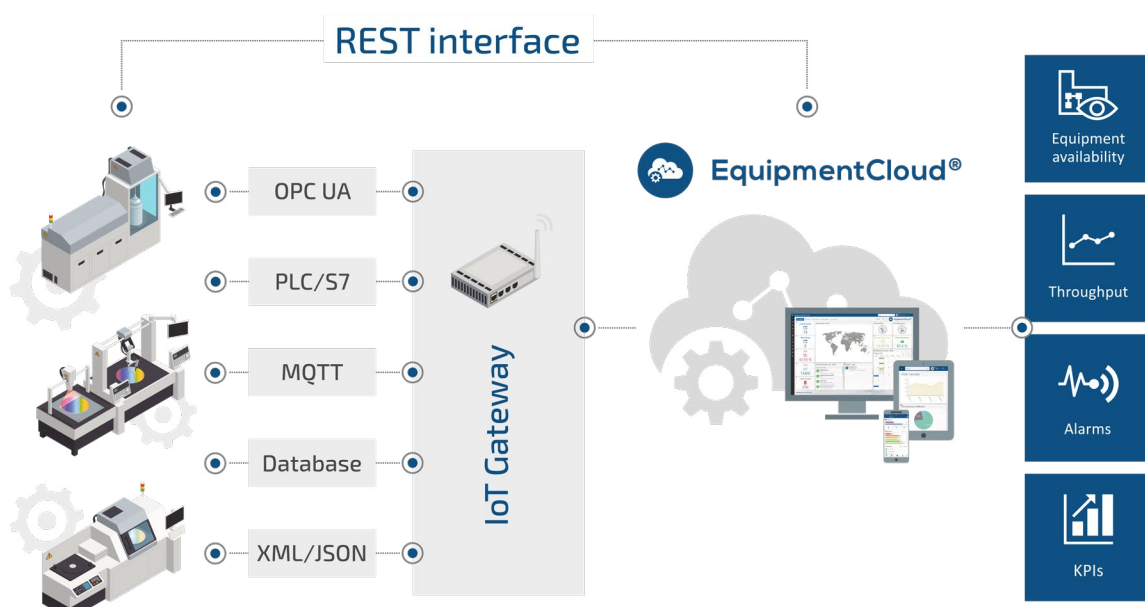 REST interface
EquipmentCloud®
OPC UA
PLC/S7
MQTT
Database
XML/JSON
IoT Gateway
Equipment
availability
Throughput
Alarms
KPIs